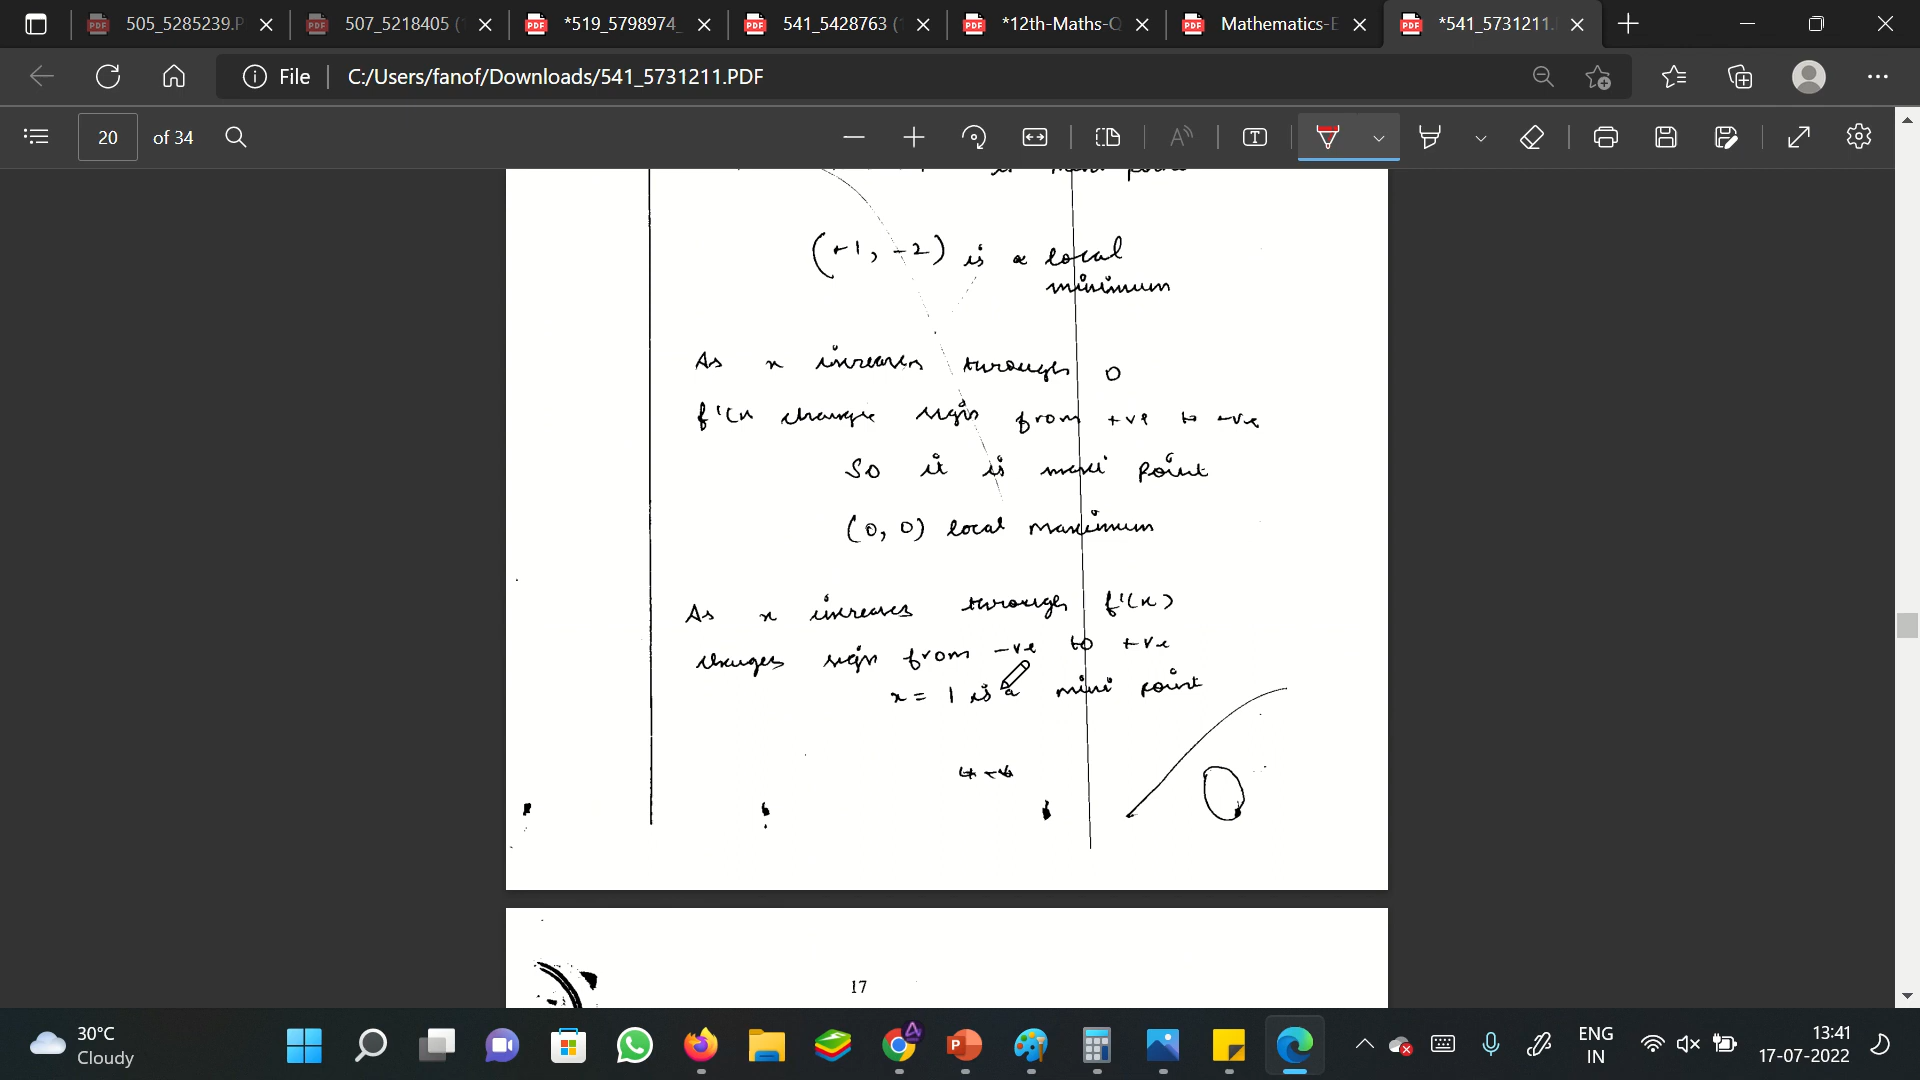 505_5285239.P
507_5218405 (
*519_5798974_
541_5428763 (
*12th-Maths-Q
Mathematics-E
*541_5731211.
File
C:/Users/fanof/Downloads/541_5731211.PDF
20 of 34
(+1, -2) is a local
minimum
As x increases through 0
f'(x change sign from +ve to -ve
So it is maxi point
(0, 0) local maximum
As x increases through f'(x)
changes sign from -ve to +ve
x = 1 is a mini point
17
30°C
Cloudy
ENG
IN
13:41
17-07-2022